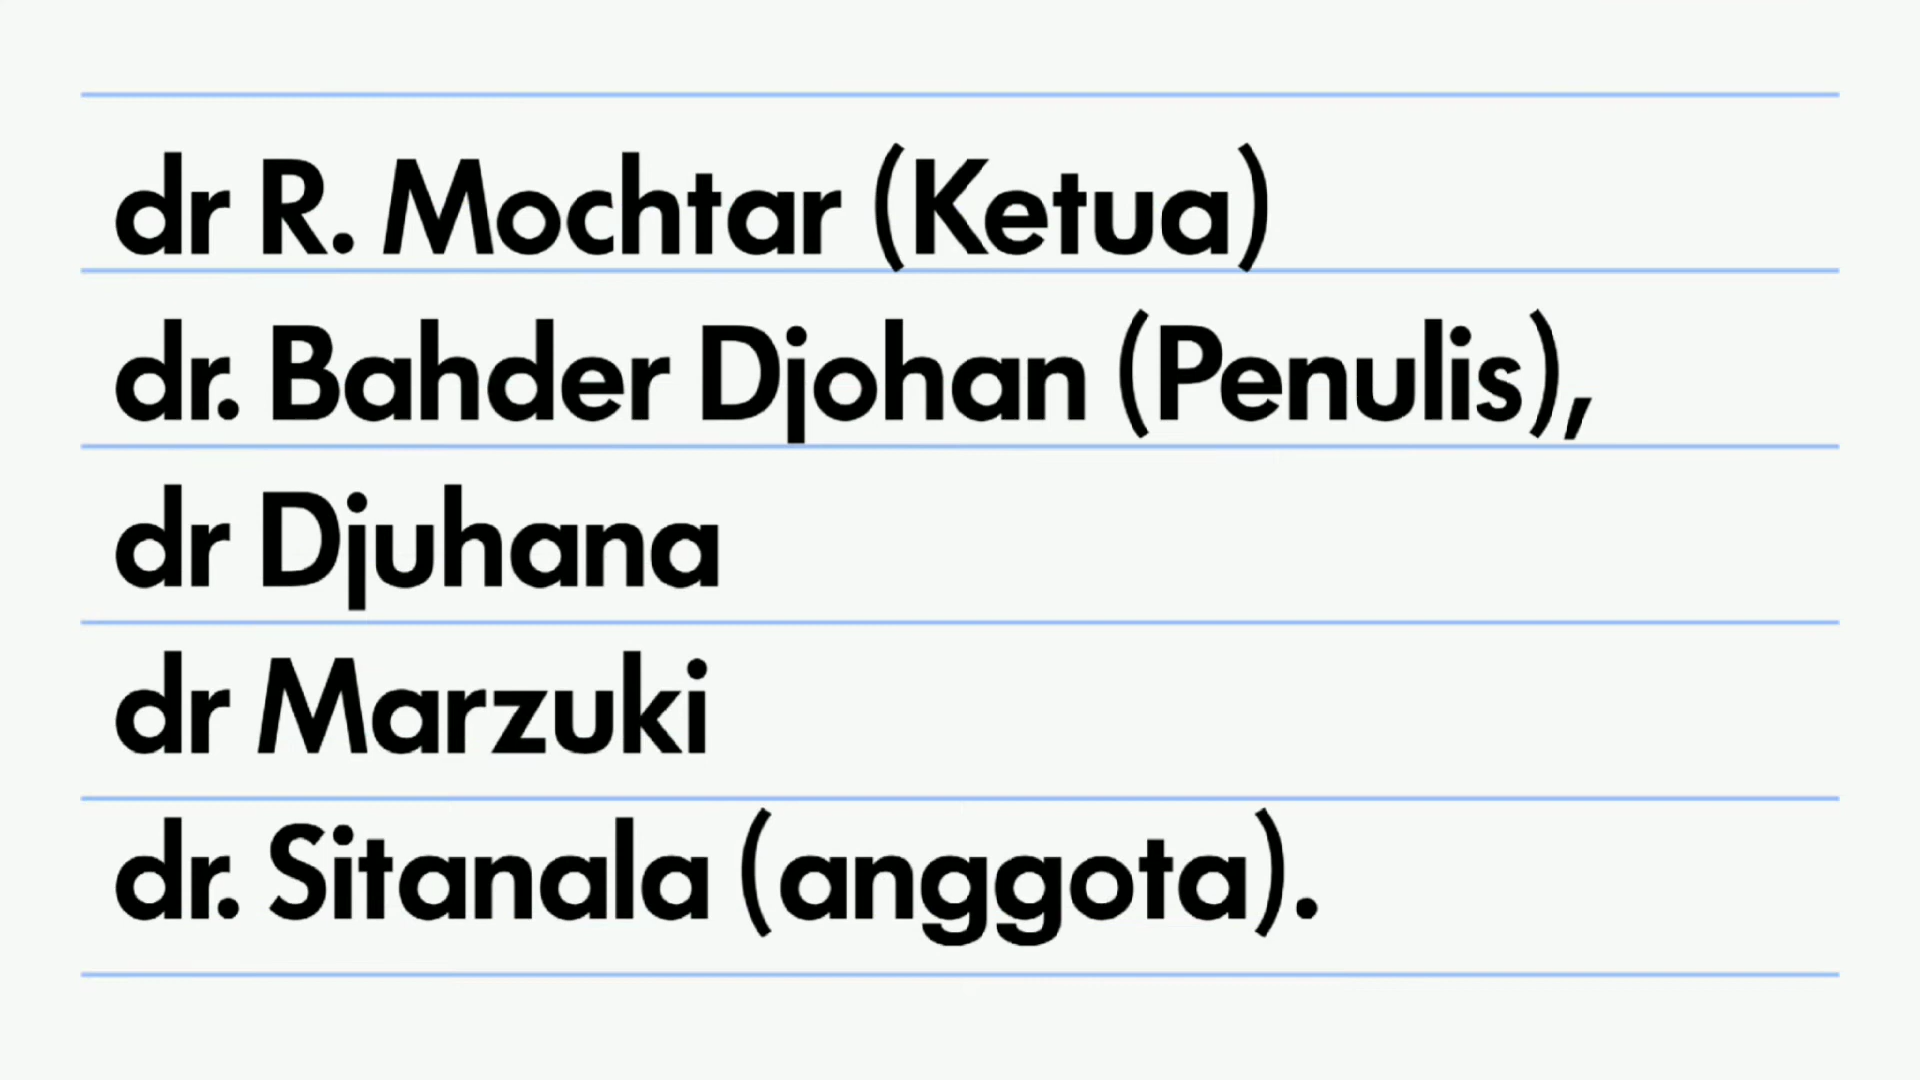 dr R. Mochtar (Ketua)
dr. Bahder Djohan (Penulis),
dr Djuhana
dr Marzuki
dr. Sitanala (anggota).